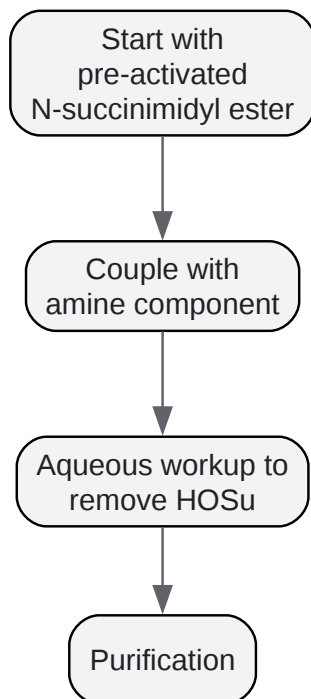 Start with
pre-activated
N-succinimidyl ester
Couple with
amine component
Aqueous workup to
remove HOSu
Purification